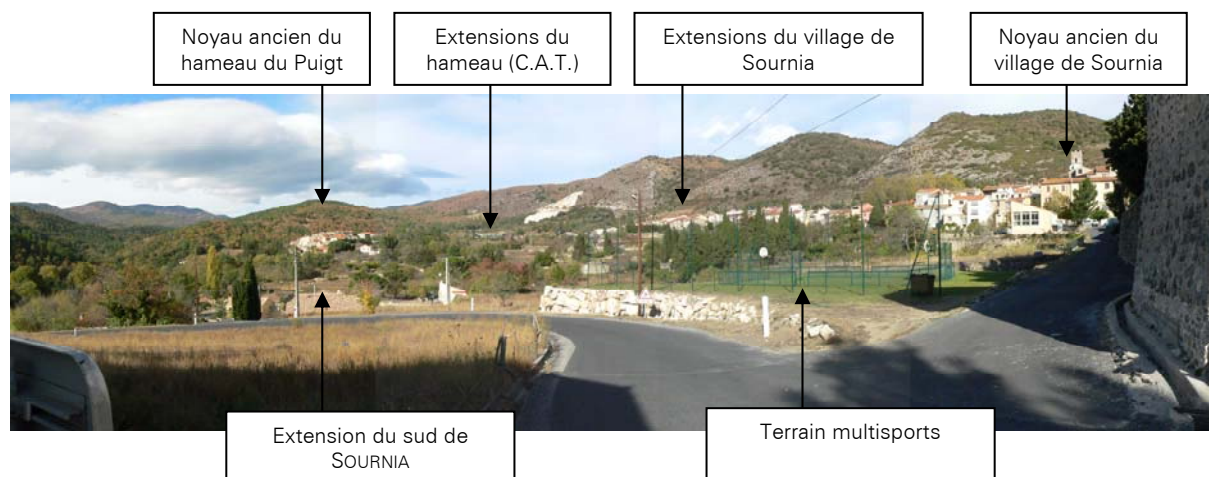 Noyau ancien du
hameau du Puigt
Extensions du
hameau (C.A.T.)
Extensions du village de
Sournia
Noyau ancien du
village de Sournia
Extension du sud de
SOURNIA
Terrain multisports